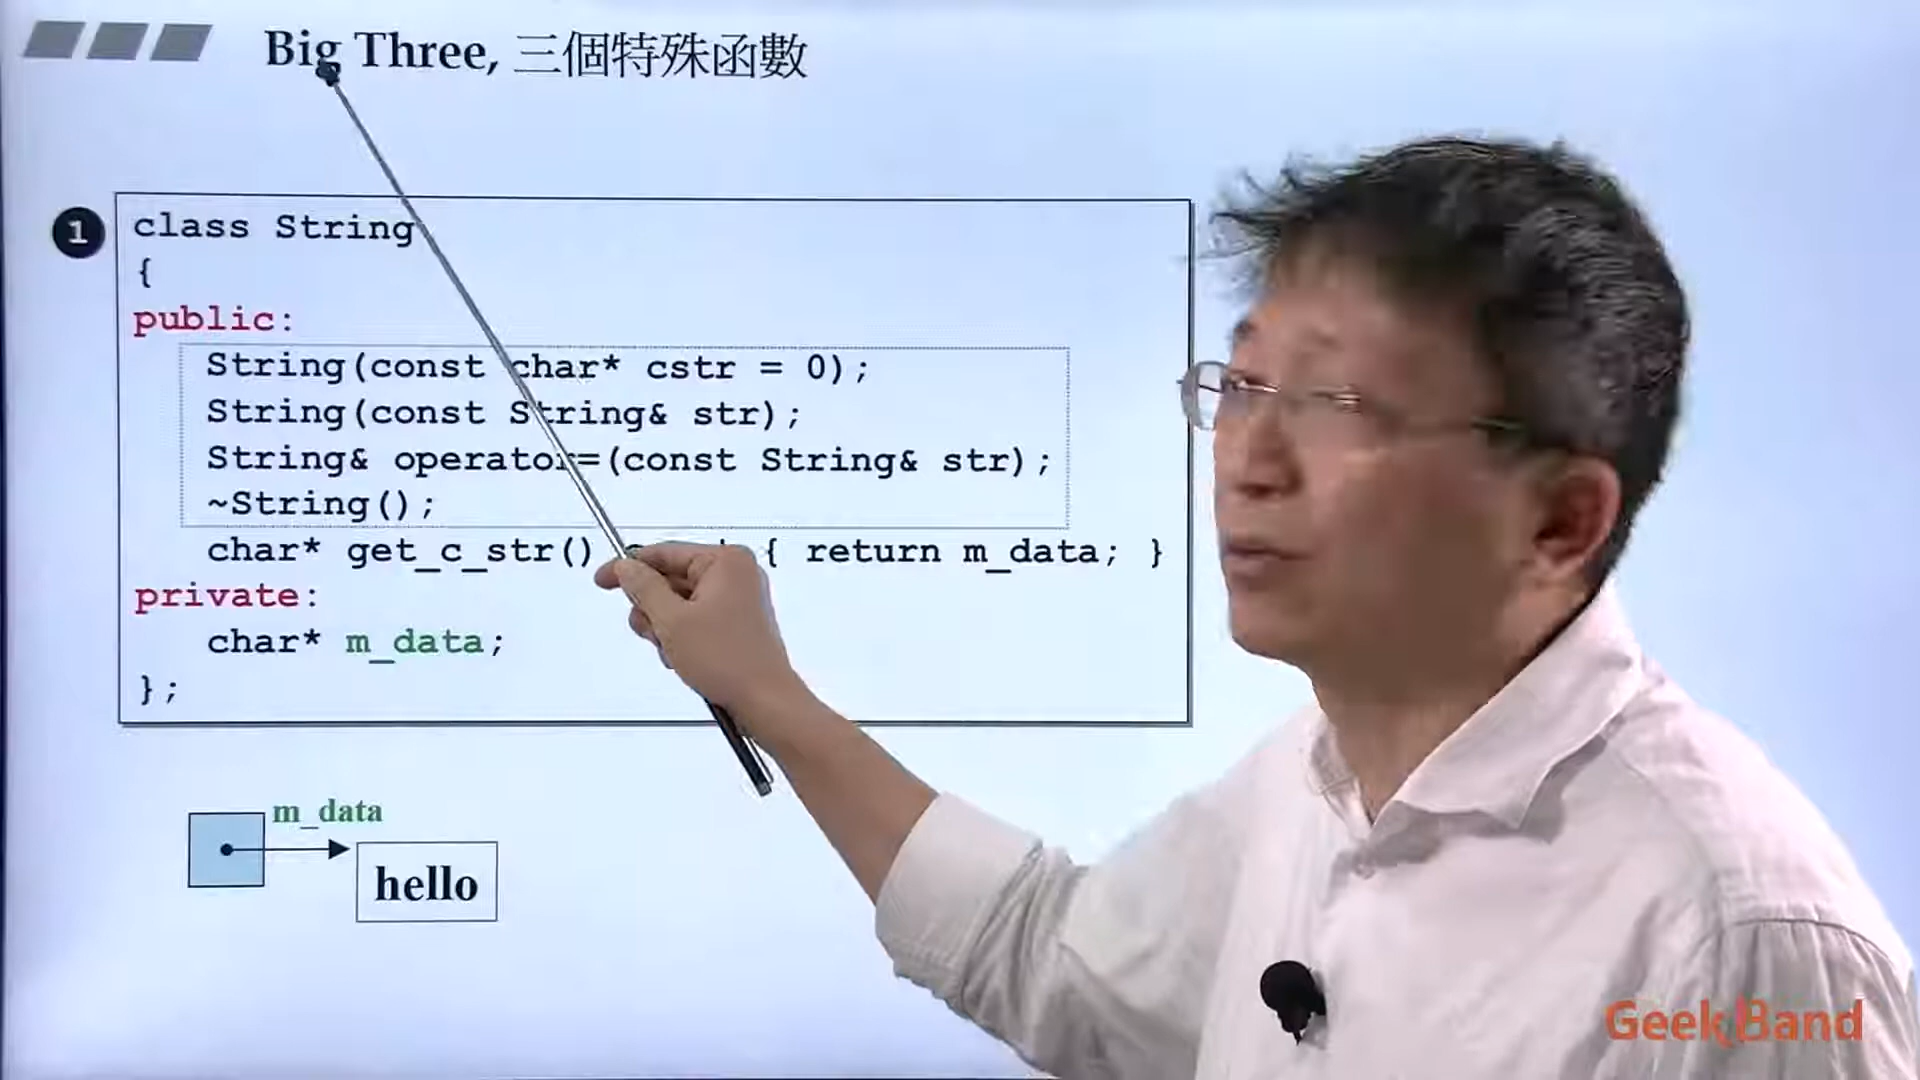 Big Three, 三個特殊函數
1
class String
{
public:
String(const char* cstr = 0);
String(const String& str);
String& operator=(const String& str);
~String();
char* get_c_str() { return m_data; }
private:
char* m_data;
};
m_data
hello
GeekBand